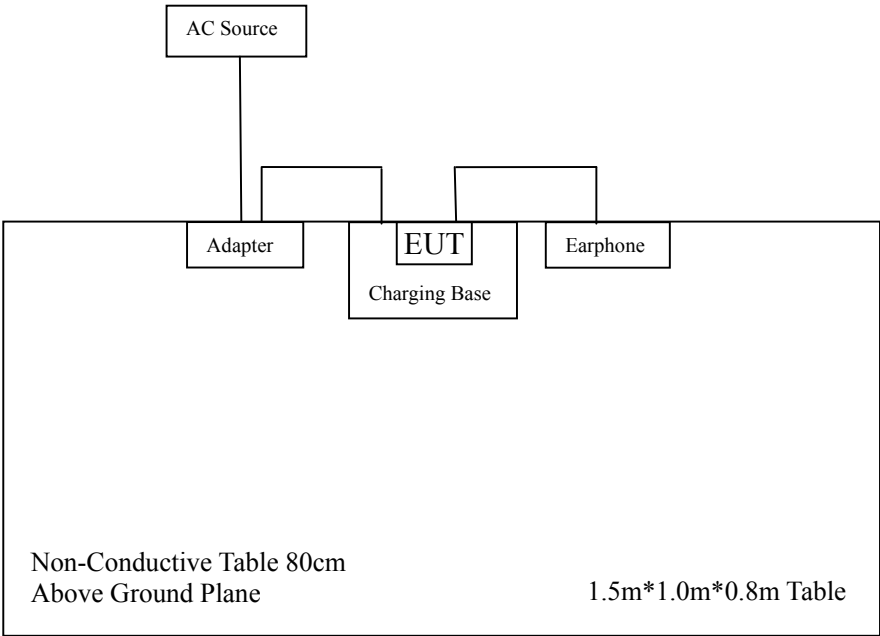 AC Source
Adapter
EUT
Earphone
Charging Base
Non-Conductive Table 80cm
Above Ground Plane
1.5m*1.0m*0.8m Table